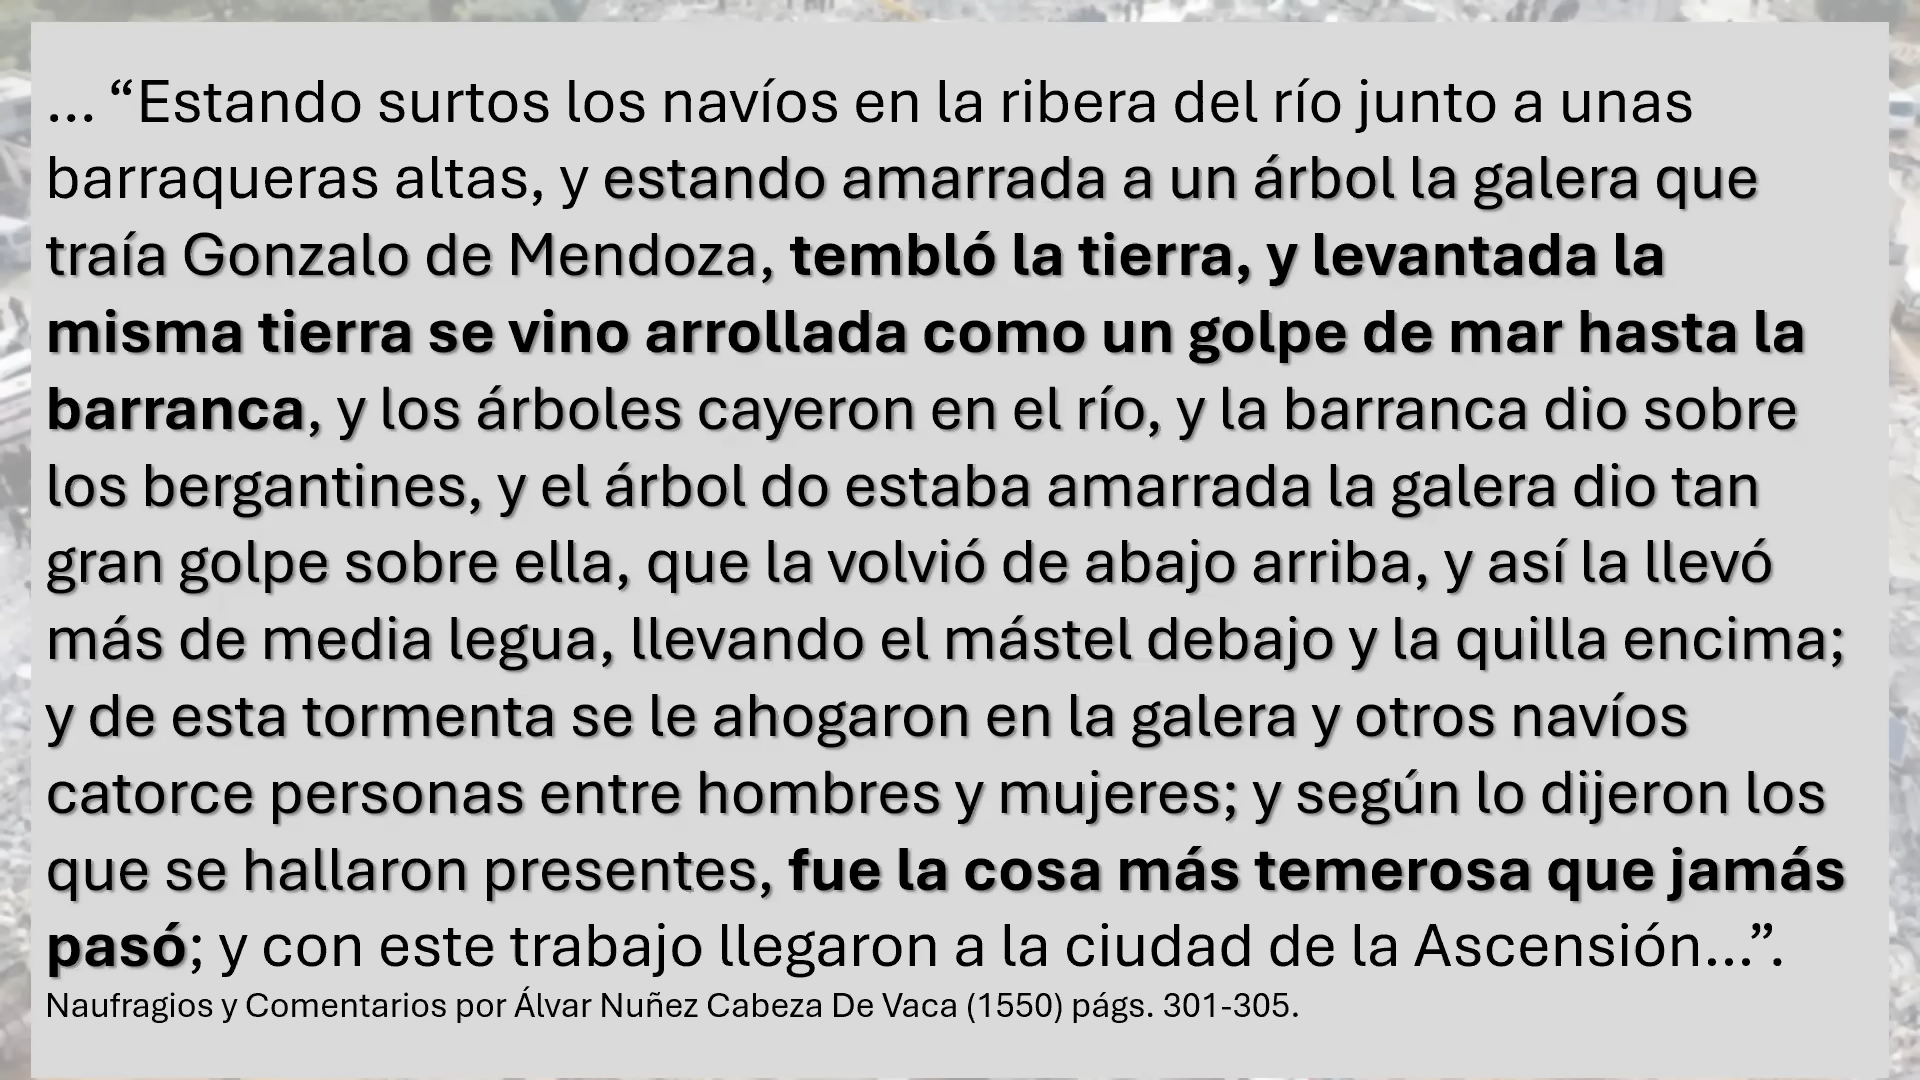 ... “Estando surtos los navíos en la ribera del río junto a unas
barraqueras altas, y estando amarrada a un árbol la galera que
traía Gonzalo de Mendoza, tembló la tierra, y levantada la
misma tierra se vino arrollada como un golpe de mar hasta la
barranca, y los árboles cayeron en el río, y la barranca dio sobre
los bergantines, y el árbol do estaba amarrada la galera dio tan
gran golpe sobre ella, que la volvió de abajo arriba, y así la llevó
más de media legua, llevando el mástel debajo y la quilla encima;
y de esta tormenta se le ahogaron en la galera y otros navíos
catorce personas entre hombres y mujeres; y según lo dijeron los
que se hallaron presentes, fue la cosa más temerosa que jamás
pasó; y con este trabajo llegaron a la ciudad de la Ascensión...”.
Naufragios y Comentarios por Álvar Nuñez Cabeza De Vaca (1550) págs. 301-305.